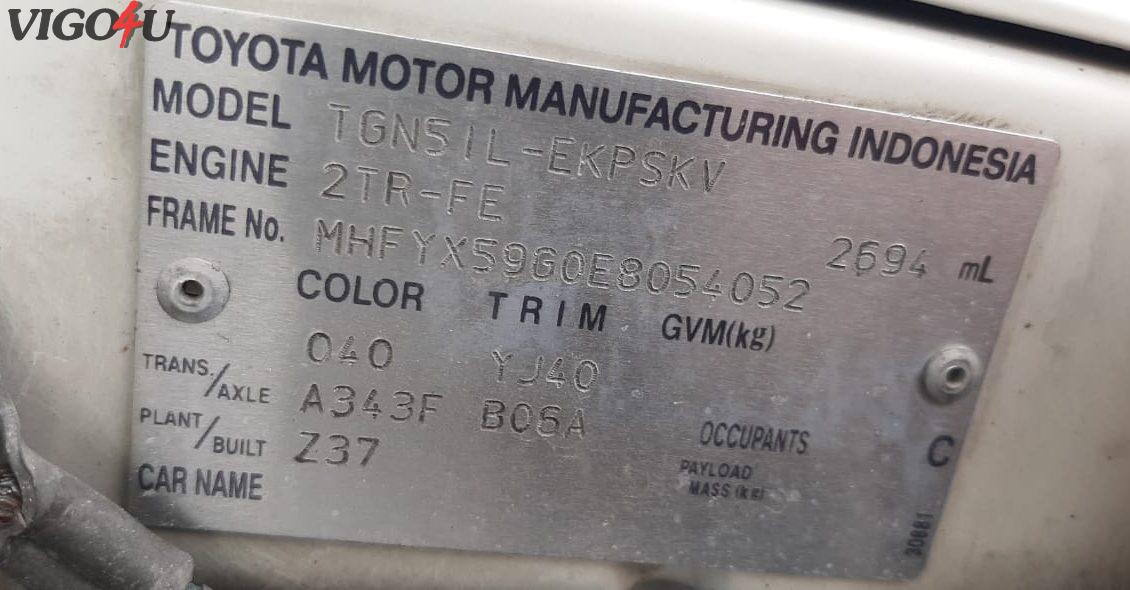 VIGO4U
TOYOTA MOTOR MANUFACTURING INDONESIA
MODEL TGN51L-EKPSKV
ENGINE 2TR-FE 2694 mL
FRAME No. MHFYX59G0E8054052
COLOR TRIM GVM(kg)
040 YJ40
TRANS./AXLE A343F B06A
OCCUPANTS C
PLANT/BUILT Z37
PAYLOAD
MASS (kg)
CAR NAME
30881